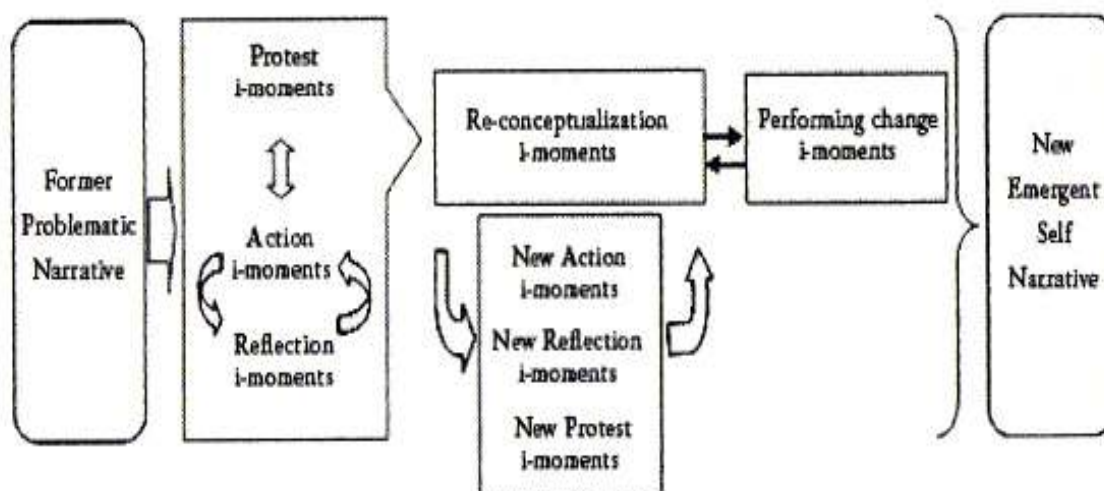 Former
Problematic
Narrative
Protest
i-moments
Action
i-moments
Reflection
i-moments
Re-conceptualization
i-moments
Performing change
i-moments
New Action
i-moments
New Reflection
i-moments
New Protest
i-moments
New
Emergent
Self
Narrative